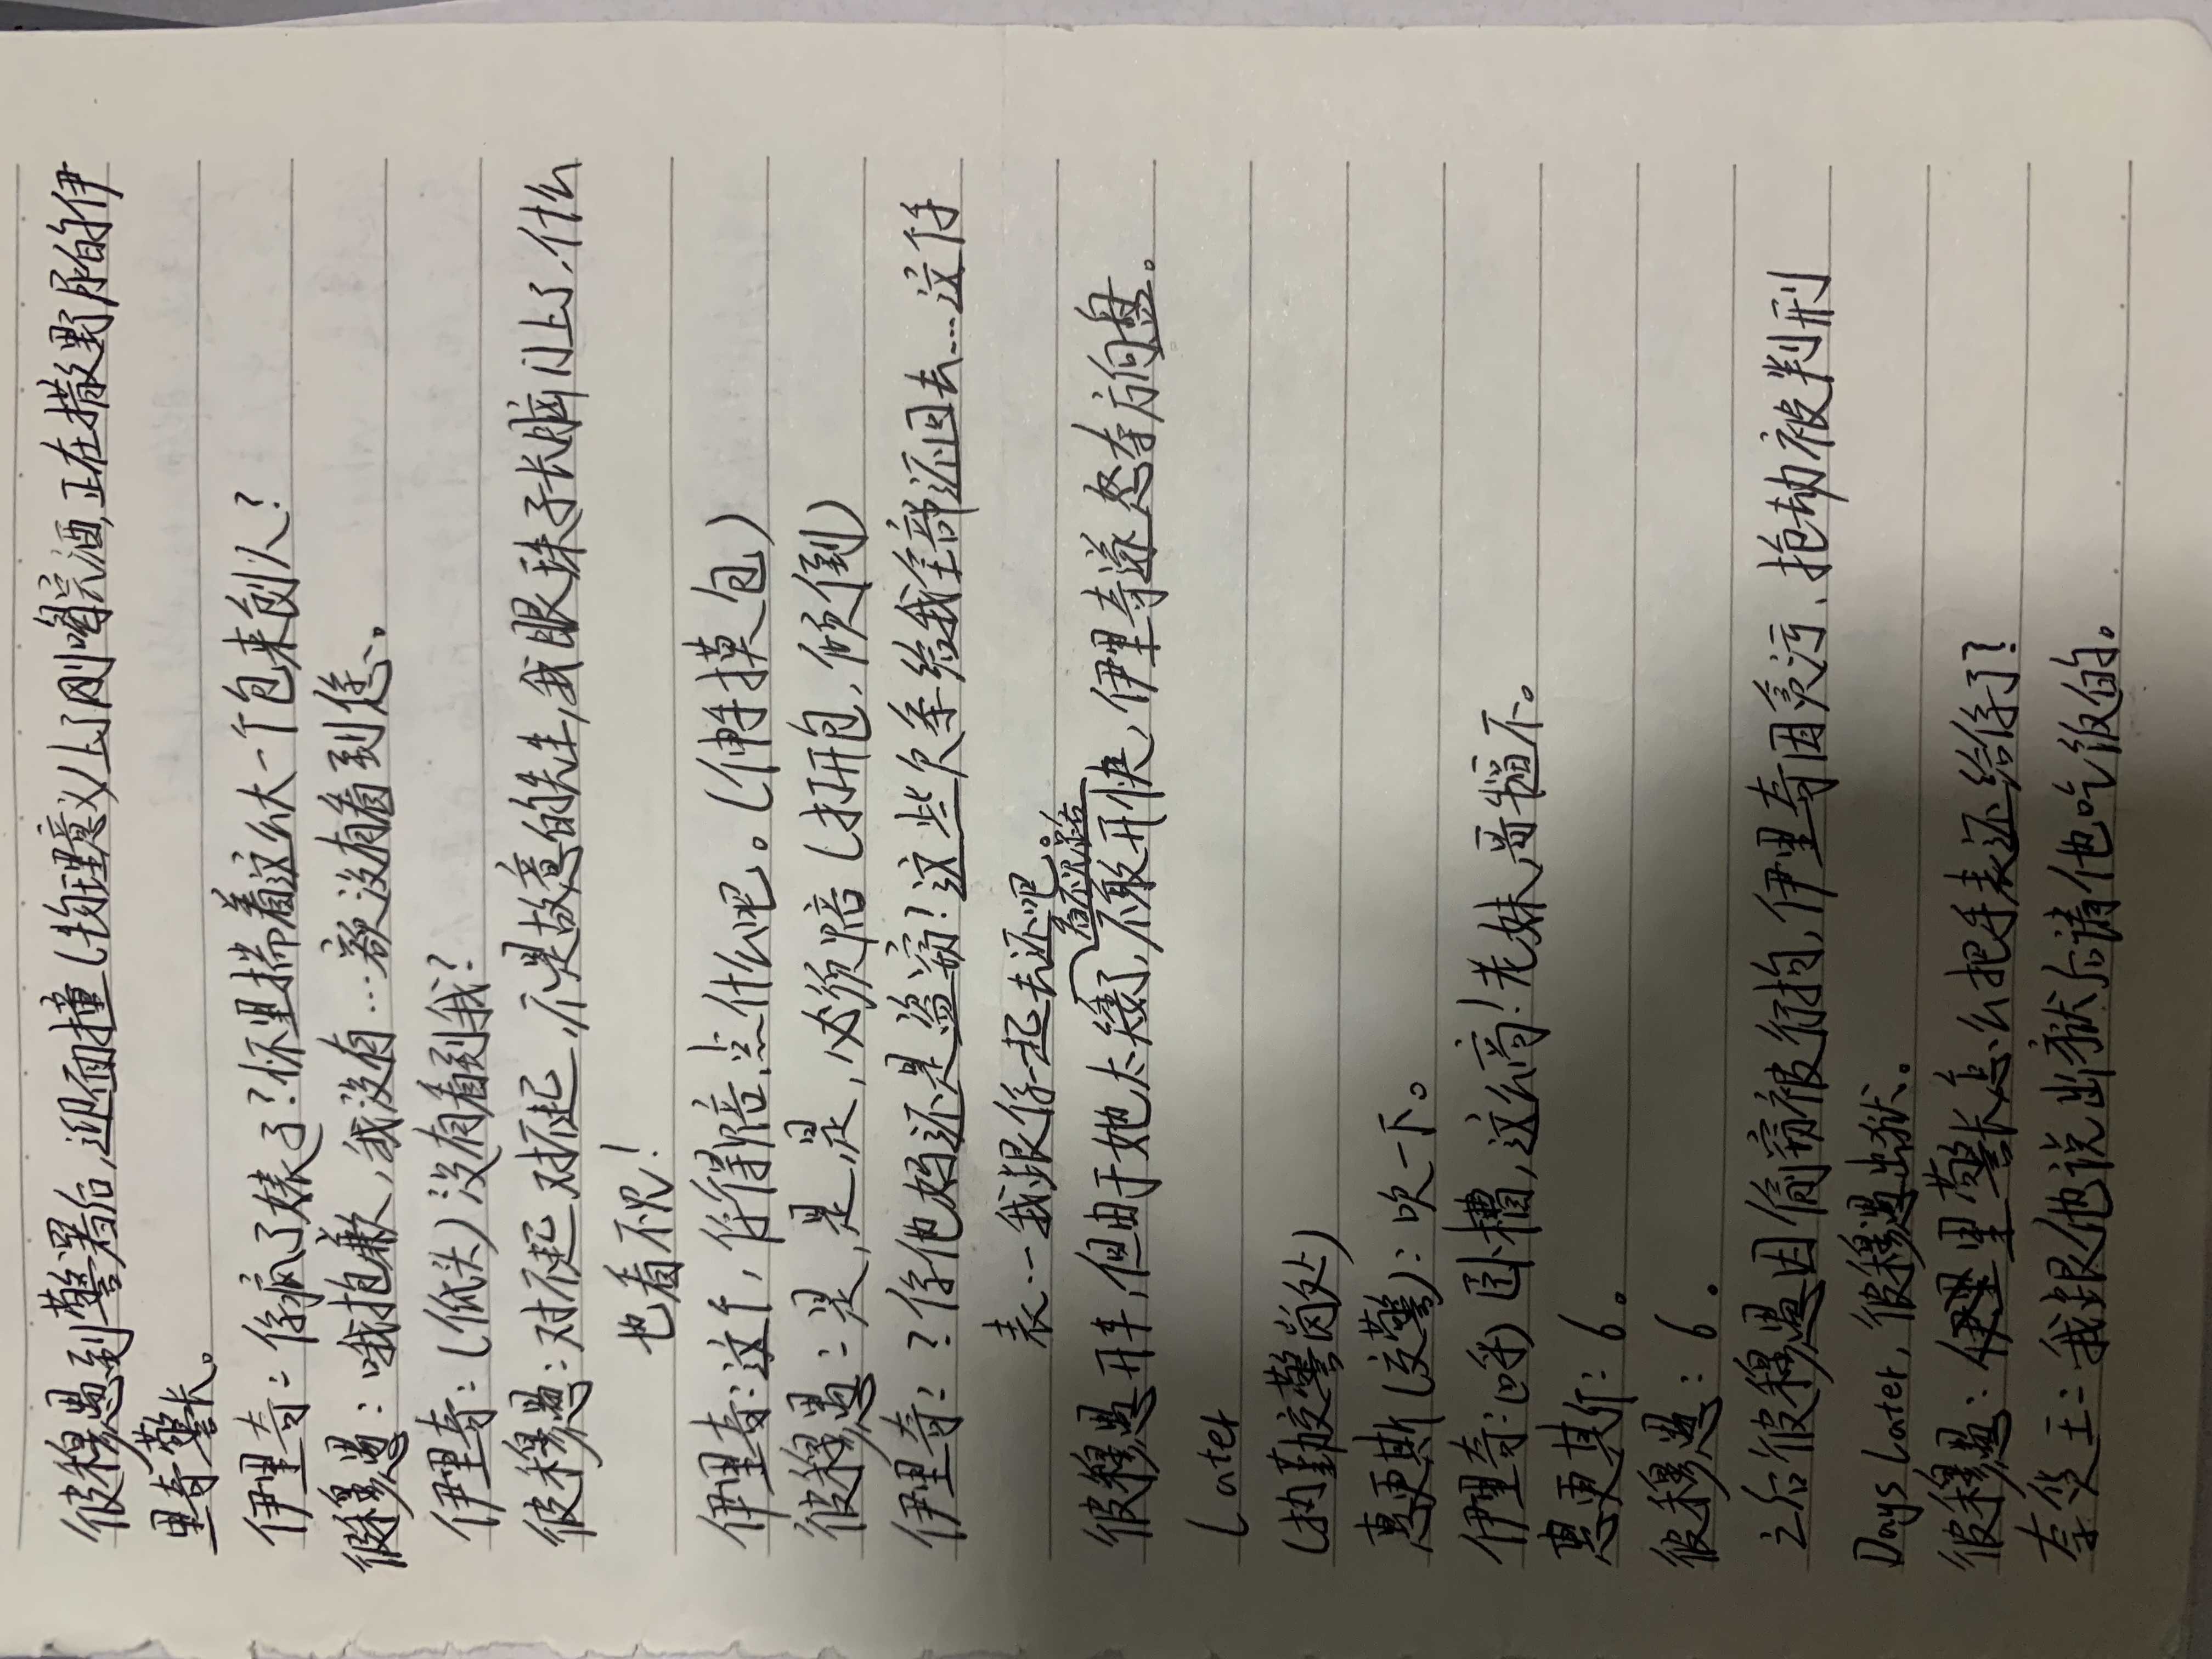 彼穆愚到警署后,迎面撞(物理意义)上了刚喝完酒,正在撒野尿的伊
里奇警长。
伊里奇:你疯了婊子?怀里揣着这么大一个包来创人?
彼穆愚:哦抱歉,我没有…额没有看到您。
伊里奇:(低头)没有看到我?
彼穆愚:对不起对不起,不是故意的先生,我眼珠子长脑门上了,什么
也看不见!
伊里奇:这个,你得赔点什么吧。(伸手摸包)
彼穆愚:是,是,是,必须赔(打开包,倾倒)
伊里奇:?你他妈还是盗窃?这些欠条给我全部还回去…这件
表…我跟你一起去还吧。
看不见路
彼穆愚开车,但由于她太矮了,不敢开快,伊里奇遂怒夺方向盘。
Later
(执勤交警岗处)
惠更斯(交警):吹一下。
伊里奇:(呼)卧槽,这么高!老妹,哥牛逼不。
惠更斯:6。
彼穆愚:6。
之后彼穆愚因偷窃被行拘,伊里奇因贪污、抢劫被判刑
Days Later,彼穆愚出狱。
彼穆愚:里警长怎么把手表还给你了?
李货王:我跟他说出狱后请他吃饭的。